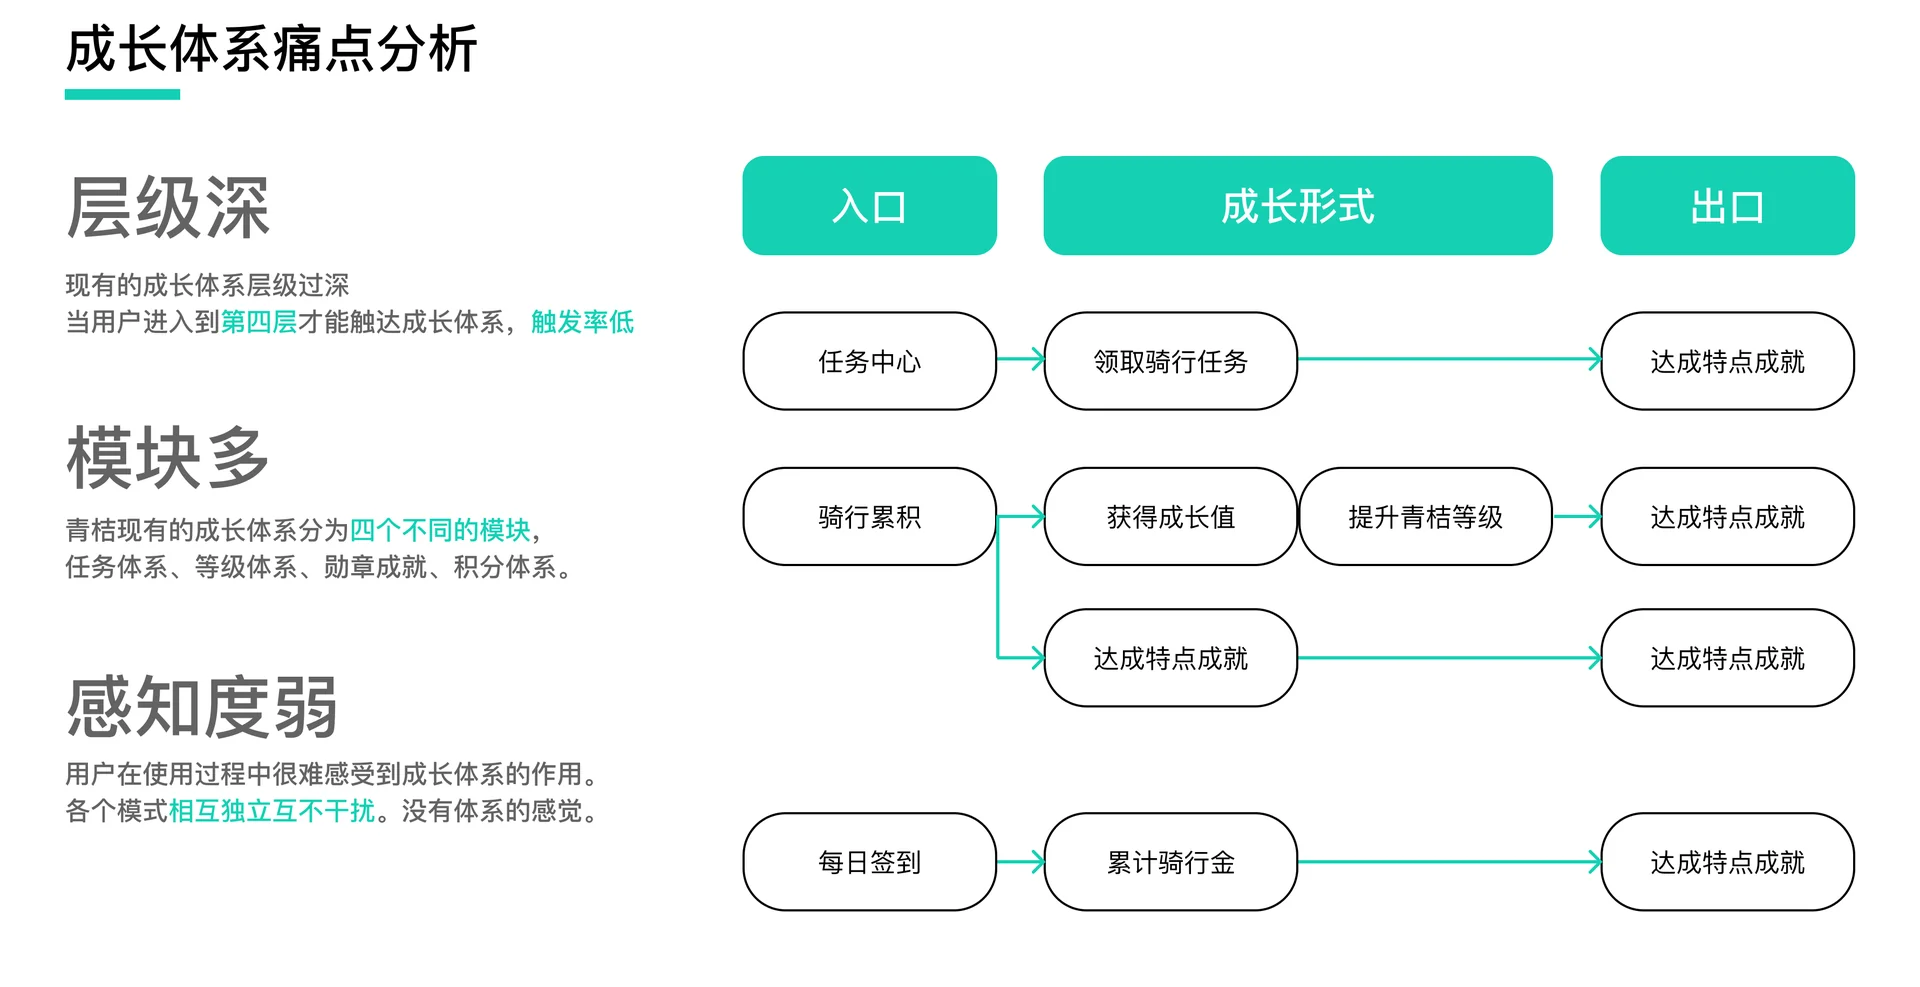 成长体系痛点分析
层级深
现有的成长体系层级过深
当用户进入到第四层才能触达成长体系，触发率低
模块多
青桔现有的成长体系分为四个不同的模块，
任务体系、等级体系、勋章成就、积分体系。
感知度弱
用户在使用过程中很难感受到成长体系的作用。
各个模式相互独立互不干扰。没有体系的感觉。
入口
成长形式
出口
任务中心
领取骑行任务
达成特点成就
骑行累积
获得成长值
提升青桔等级
达成特点成就
达成特点成就
达成特点成就
每日签到
累计骑行金
达成特点成就